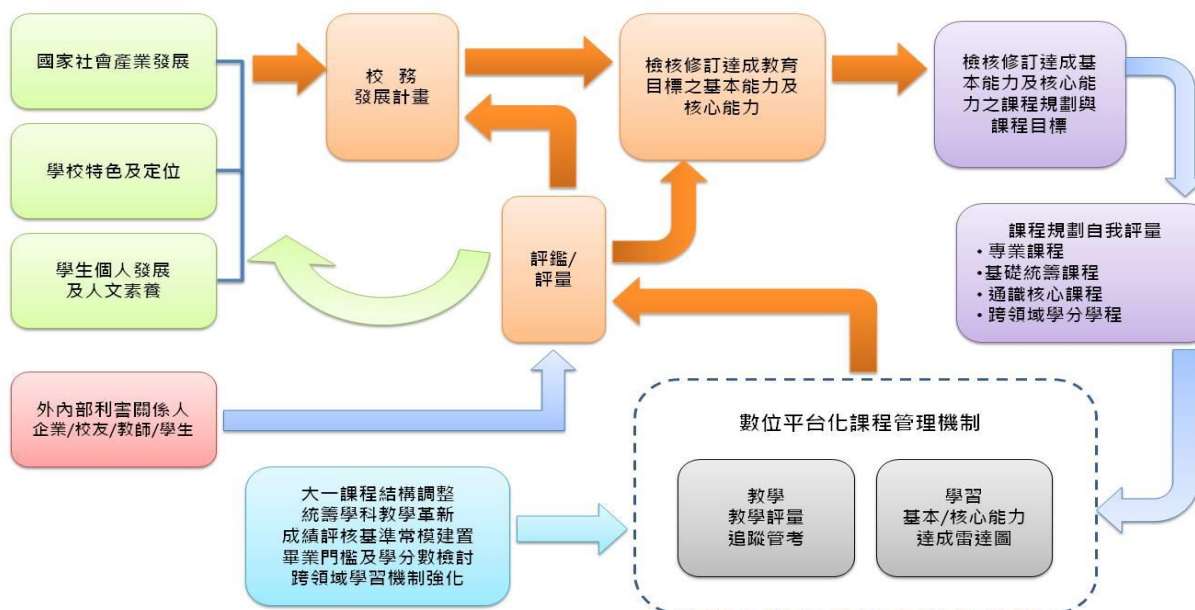 國家社會產業發展
學校特色及定位
學生個人發展
及人文素養
校 務
發展計畫
檢核修訂達成教育
目標之基本能力及
核心能力
檢核修訂達成基
本能力及核心能
力之課程規劃與
課程目標
評鑑/
評量
課程規劃自我評量
•專業課程
•基礎統籌課程
•通識核心課程
•跨領域學分學程
外內部利害關係人
企業/校友/教師/學生
大一課程結構調整
統籌學科教學革新
成績評核基準常模建置
畢業門檻及學分數檢討
跨領域學習機制強化
數位平台化課程管理機制
教學
教學評量
追蹤管考
學習
基本/核心能力
達成雷達圖